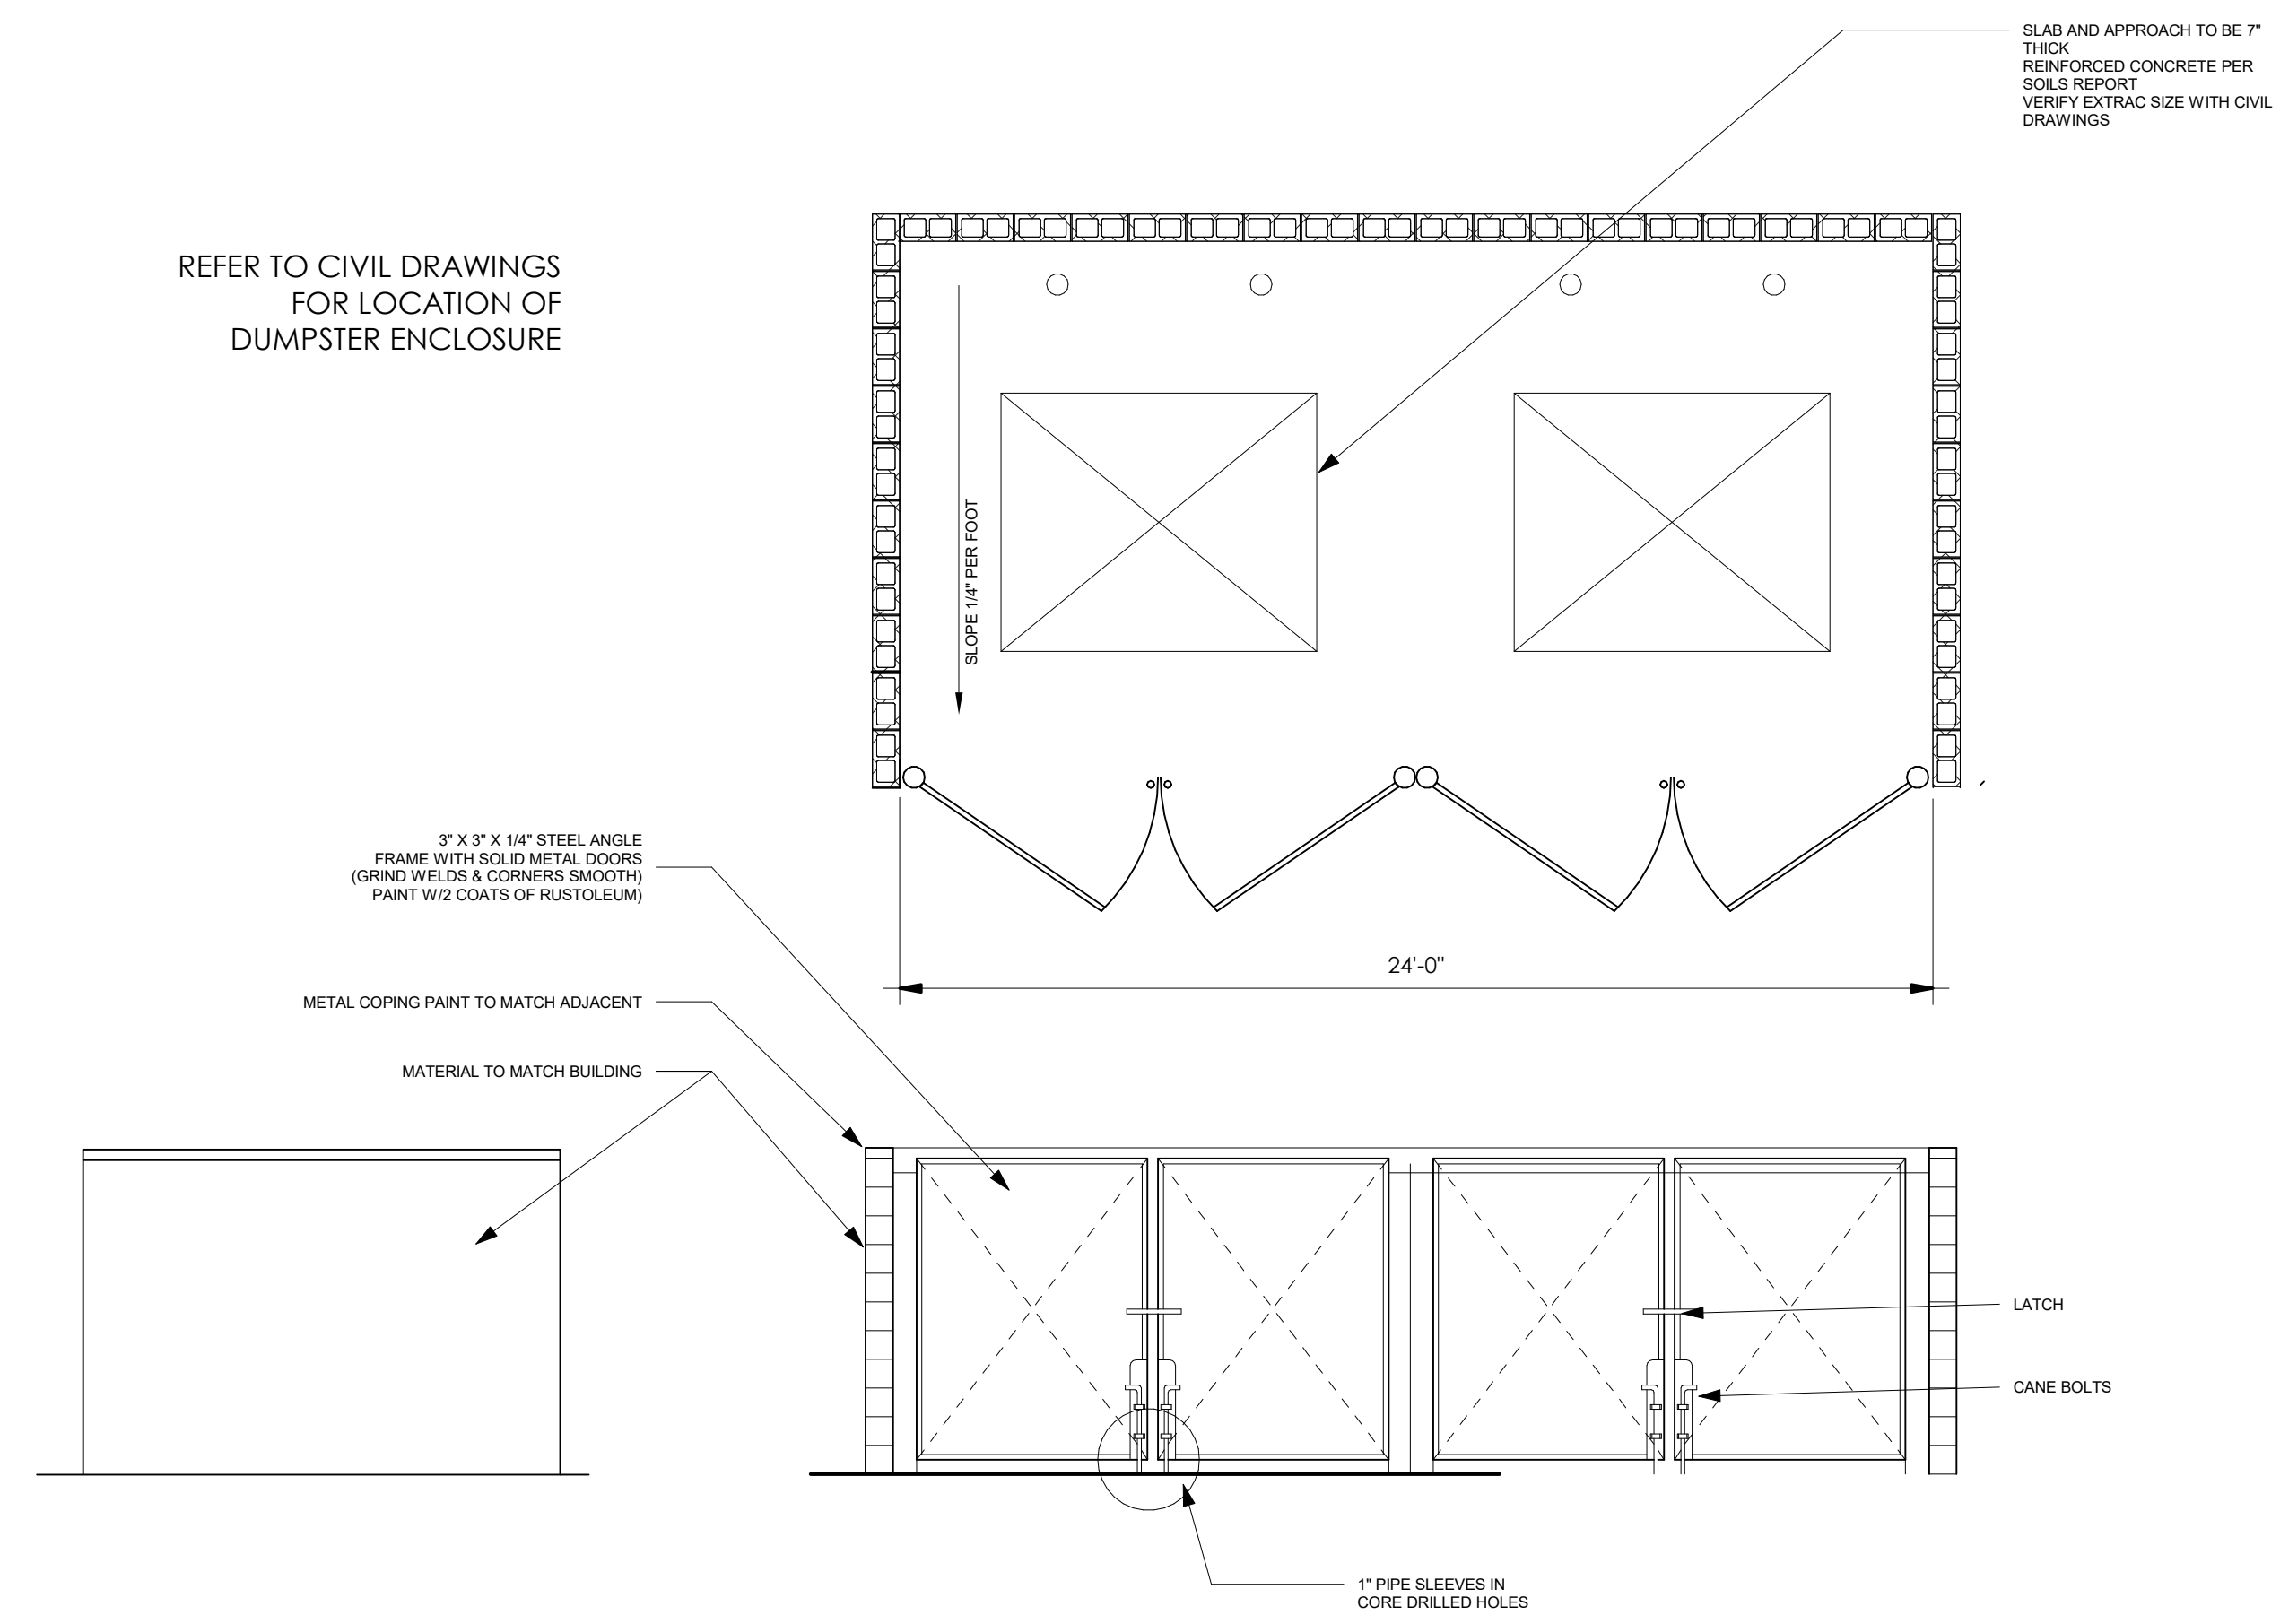 SLAB AND APPROACH TO BE 7"
THICK
REINFORCED CONCRETE PER
SOILS REPORT
VERIFY EXTRAC SIZE WITH CIVIL
DRAWINGS
REFER TO CIVIL DRAWINGS
FOR LOCATION OF
DUMPSTER ENCLOSURE
SLOPE 1/4" PER FOOT
3" X 3" X 1/4" STEEL ANGLE
FRAME WITH SOLID METAL DOORS
(GRIND WELDS & CORNERS SMOOTH)
PAINT W/2 COATS OF RUSTOLEUM)
24'-0"
METAL COPING PAINT TO MATCH ADJACENT
MATERIAL TO MATCH BUILDING
LATCH
CANE BOLTS
1" PIPE SLEEVES IN
CORE DRILLED HOLES